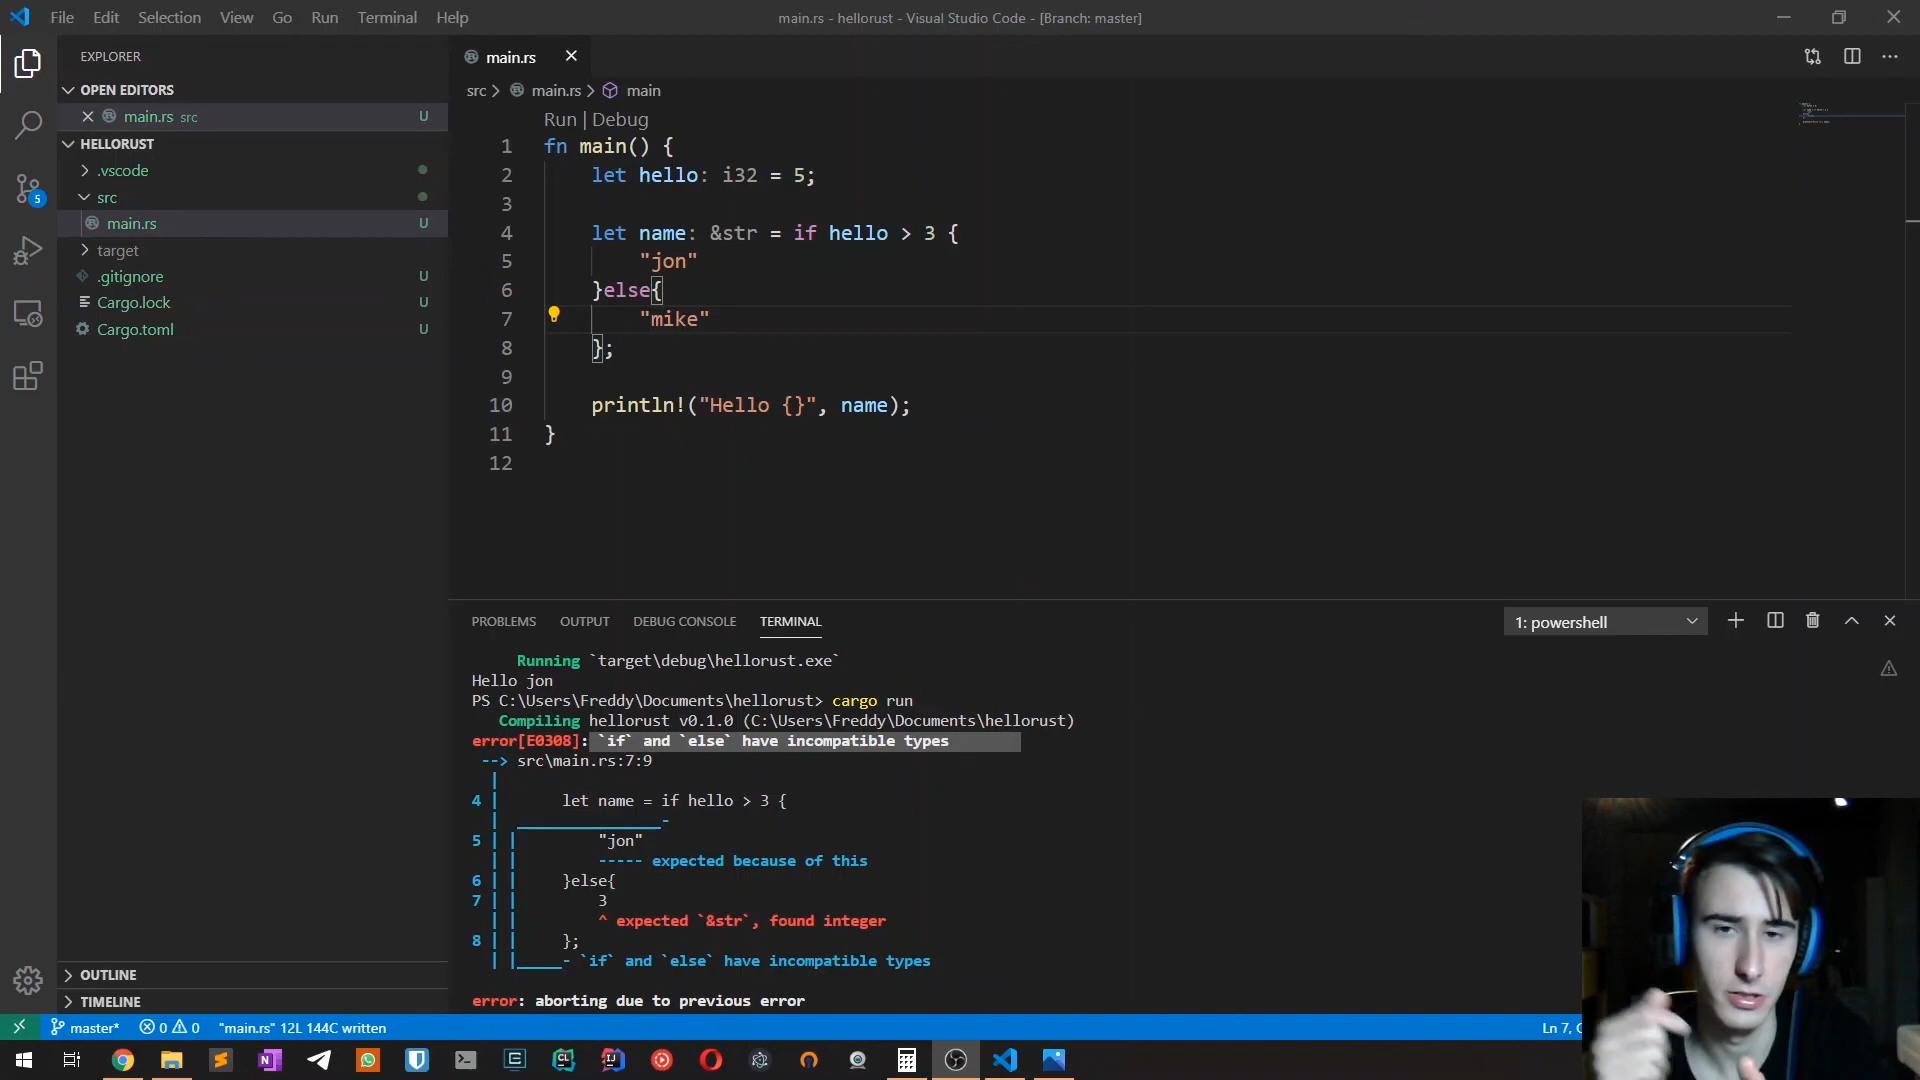 File Edit Selection View Go Run Terminal Help
main.rs - hellorust - Visual Studio Code - [Branch: master]
EXPLORER
OPEN EDITORS
main.rs src U
HELLORUST
.vscode
src
main.rs U
target
.gitignore U
Cargo.lock U
Cargo.toml U
OUTLINE
TIMELINE
5
main.rs
src > main.rs > main
Run | Debug
1 fn main() {
2 let hello: i32 = 5;
3
4 let name: &str = if hello > 3 {
5 "jon"
6 }else{
7 "mike"
8 };
9
10 println!("Hello {}", name);
11 }
12
PROBLEMS OUTPUT DEBUG CONSOLE TERMINAL
1: powershell
Running `target\debug\hellorust.exe`
Hello jon
PS C:\Users\Freddy\Documents\hellorust> cargo run
Compiling hellorust v0.1.0 (C:\Users\Freddy\Documents\hellorust)
error[E0308]: `if` and `else` have incompatible types
--> src\main.rs:7:9
|
4 | let name = if hello > 3 {
| ________________-
5 | | "jon"
| | ----- expected because of this
6 | | }else{
7 | | 3
| | ^ expected `&str`, found integer
8 | | };
| |_____- `if` and `else` have incompatible types
error: aborting due to previous error
master* 0 0 "main.rs" 12L 144C written
Ln 7,